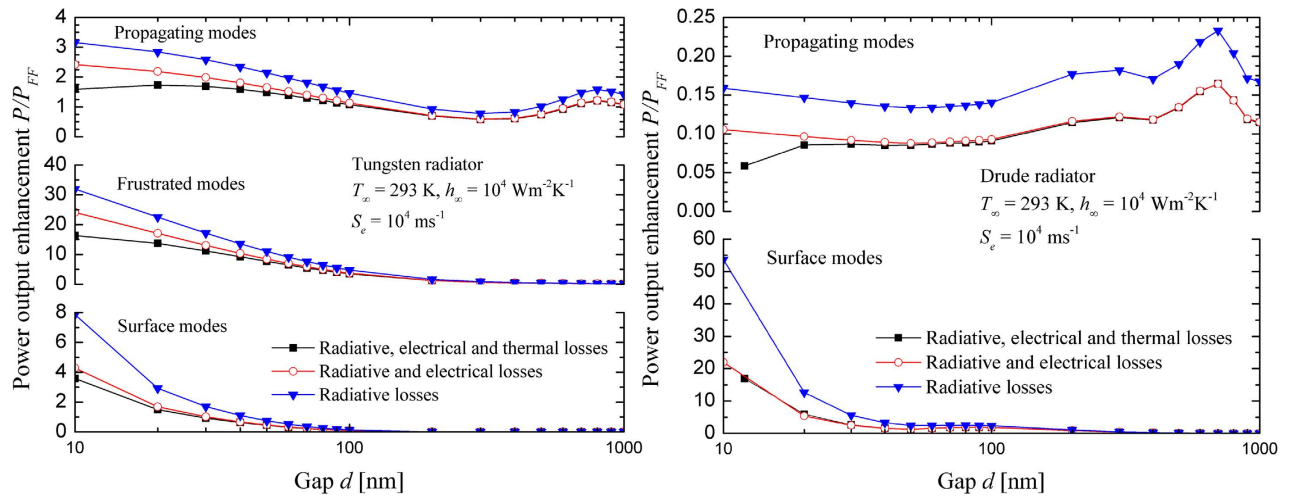 Power output enhancement P/P_FF
4
3
2
1
0
Propagating modes
40
30
20
10
0
Frustrated modes
Tungsten radiator
T∞ = 293 K, h∞ = 10⁴ Wm⁻²K⁻¹
Sₑ = 10⁴ ms⁻¹
8
6
4
2
0
Surface modes
Radiative, electrical and thermal losses
Radiative and electrical losses
Radiative losses
10 100 1000
Gap d [nm]
Power output enhancement P/P_FF
0.25
0.20
0.15
0.10
0.05
0.00
Propagating modes
Drude radiator
T∞ = 293 K, h∞ = 10⁴ Wm⁻²K⁻¹
Sₑ = 10⁴ ms⁻¹
60
50
40
30
20
10
0
Surface modes
Radiative, electrical and thermal losses
Radiative and electrical losses
Radiative losses
10 100 1000
Gap d [nm]